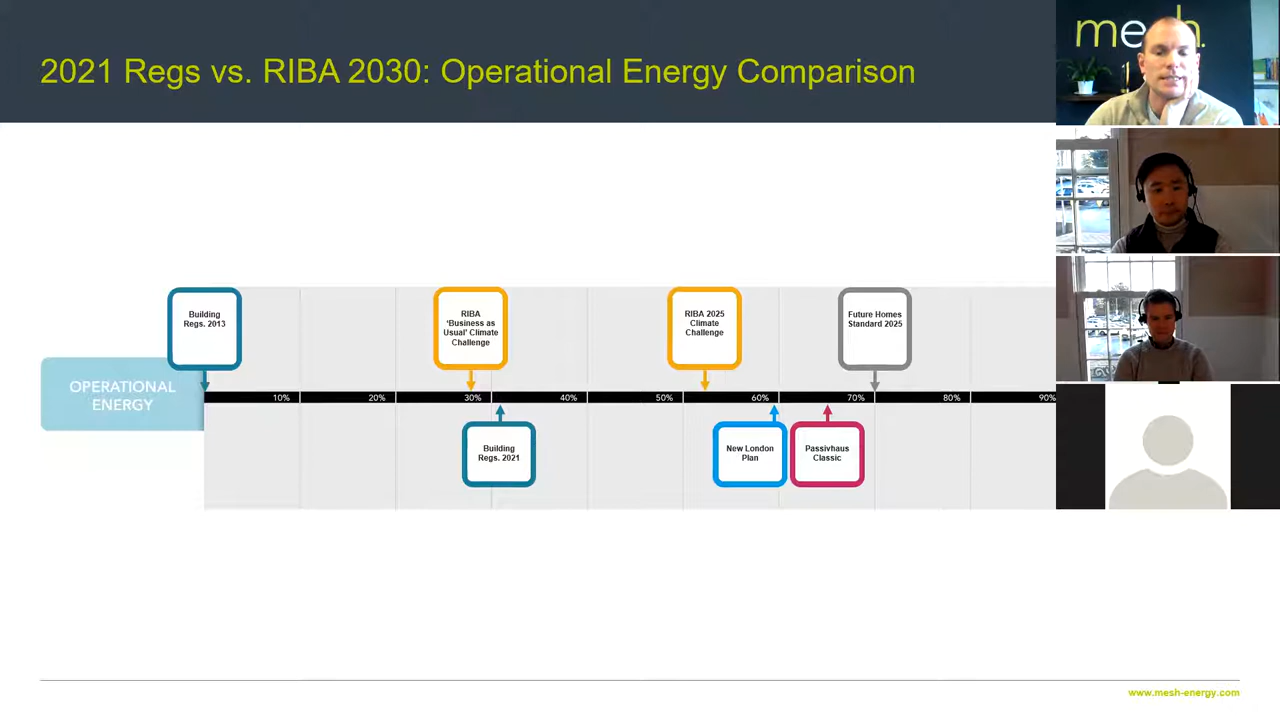 2021 Regs vs. RIBA 2030: Operational Energy Comparison
mesh.
Building
Regs. 2013
RIBA
'Business as
Usual' Climate
Challenge
RIBA 2025
Climate
Challenge
Future Homes
Standard 2025
OPERATIONAL
ENERGY
10% 20% 30% 40% 50% 60% 70% 80% 90%
Building
Regs. 2021
New London
Plan
Passivhaus
Classic
www.mesh-energy.com